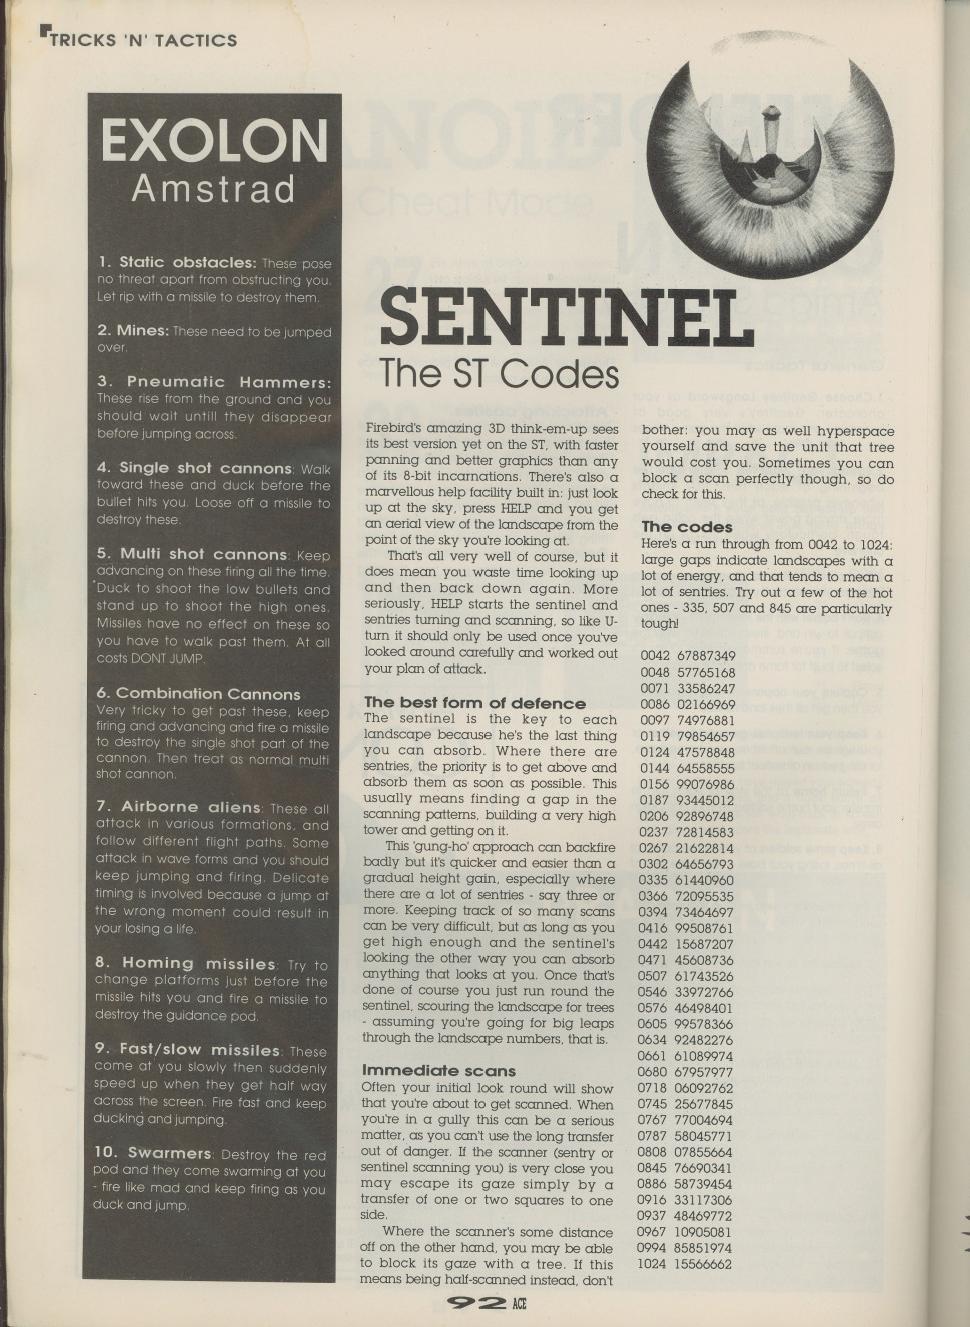 TRICKS 'N' TACTICS
EXOLON
Amstrad
1. Static obstacles: These pose
no threat apart from obstructing you.
Let rip with a missile to destroy them.
2. Mines: These need to be jumped
over.
3. Pneumatic Hammers:
These rise from the ground and you
should wait untill they disappear
before jumping across.
4. Single shot cannons: Walk
toward these and duck before the
bullet hits you. Loose off a missile to
destroy these.
5. Multi shot cannons: Keep
advancing on these firing all the time.
Duck to shoot the low bullets and
stand up to shoot the high ones.
Missiles have no effect on these so
you have to walk past them. At all
costs DONT JUMP.
6. Combination Cannons
Very tricky to get past these, keep
firing and advancing and fire a missile
to destroy the single shot part of the
cannon. Then treat as normal multi
shot cannon.
7. Airborne aliens: These all
attack in various formations, and
follow different flight paths. Some
attack in wave forms and you should
keep jumping and firing. Delicate
timing is involved because a jump at
the wrong moment could result in
your losing a life.
8. Homing missiles: Try to
change platforms just before the
missile hits you and fire a missile to
destroy the guidance pod.
9. Fast/slow missiles: These
come at you slowly then suddenly
speed up when they get half way
across the screen. Fire fast and keep
ducking and jumping.
10. Swarmers: Destroy the red
pod and they come swarming at you
- fire like mad and keep firing as you
duck and jump.
SENTINEL
The ST Codes
Firebird's amazing 3D think-em-up sees
its best version yet on the ST, with faster
panning and better graphics than any
of its 8-bit incarnations. There's also a
marvellous help facility built in: just look
up at the sky, press HELP and you get
an aerial view of the landscape from the
point of the sky you're looking at.
That's all very well of course, but it
does mean you waste time looking up
and then back down again. More
seriously, HELP starts the sentinel and
sentries turning and scanning, so like U-
turn it should only be used once you've
looked around carefully and worked out
your plan of attack.
The best form of defence
The sentinel is the key to each
landscape because he's the last thing
you can absorb. Where there are
sentries, the priority is to get above and
absorb them as soon as possible. This
usually means finding a gap in the
scanning patterns, building a very high
tower and getting on it.
This 'gung-ho' approach can backfire
badly but it's quicker and easier than a
gradual height gain, especially where
there are a lot of sentries - say three or
more. Keeping track of so many scans
can be very difficult, but as long as you
get high enough and the sentinel's
looking the other way you can absorb
anything that looks at you. Once that's
done of course you just run round the
sentinel, scouring the landscape for trees
- assuming you're going for big leaps
through the landscape numbers, that is.
Immediate scans
Often your initial look round will show
that you're about to get scanned. When
you're in a gully this can be a serious
matter, as you can't use the long transfer
out of danger. If the scanner (sentry or
sentinel scanning you) is very close you
may escape its gaze simply by a
transfer of one or two squares to one
side.
Where the scanner's some distance
off on the other hand, you may be able
to block its gaze with a tree. If this
means being half-scanned instead, don't
bother: you may as well hyperspace
yourself and save the unit that tree
would cost you. Sometimes you can
block a scan perfectly though, so do
check for this.
The codes
Here's a run through from 0042 to 1024:
large gaps indicate landscapes with a
lot of energy, and that tends to mean a
lot of sentries. Try out a few of the hot
ones - 335, 507 and 845 are particularly
tough!
0042 67887349
0048 57765168
0071 33586247
0086 02166969
0097 74976881
0119 79854657
0124 47578848
0144 64558555
0156 99076986
0187 93445012
0206 92896748
0237 72814583
0267 21622814
0302 64656793
0335 61440960
0366 72095535
0394 73464697
0416 99508761
0442 15687207
0471 45608736
0507 61743526
0546 33972766
0576 46498401
0605 99578366
0634 92482276
0661 61089974
0680 67957977
0718 06092762
0745 25677845
0767 77004694
0787 58045771
0808 07855664
0845 76690341
0886 58739454
0916 33117306
0937 48469772
0967 10905081
0994 85851974
1024 15566662
92 ACE